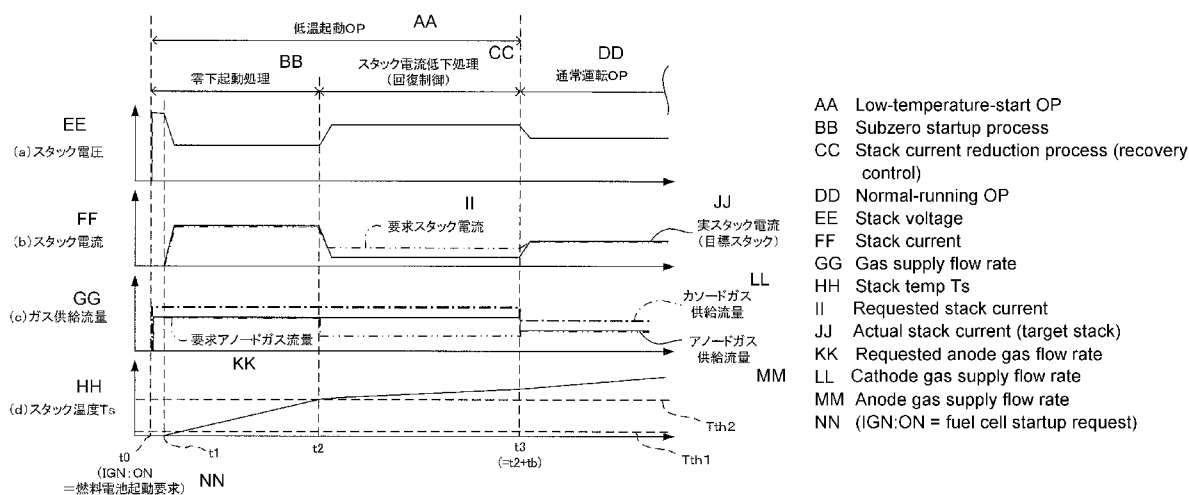 低温起動OP
AA
BB
CC
DD
零下起動処理
スタック電流低下処理
(回復制御)
通常運転OP
EE
(a)スタック電圧
FF
(b)スタック電流
II
要求スタック電流
JJ
実スタック電流
(目標スタック)
GG
(c)ガス供給流量
要求アノードガス流量
KK
LL
カソードガス
供給流量
アノードガス
供給流量
MM
HH
(d)スタック温度Ts
Tth2
Tth1
t0
t1
t2
t3
(=t2+tb)
(IGN:ON
=燃料電池起動要求)
NN
AA Low-temperature-start OP
BB Subzero startup process
CC Stack current reduction process (recovery
control)
DD Normal-running OP
EE Stack voltage
FF Stack current
GG Gas supply flow rate
HH Stack temp Ts
II Requested stack current
JJ Actual stack current (target stack)
KK Requested anode gas flow rate
LL Cathode gas supply flow rate
MM Anode gas supply flow rate
NN (IGN:ON = fuel cell startup request)